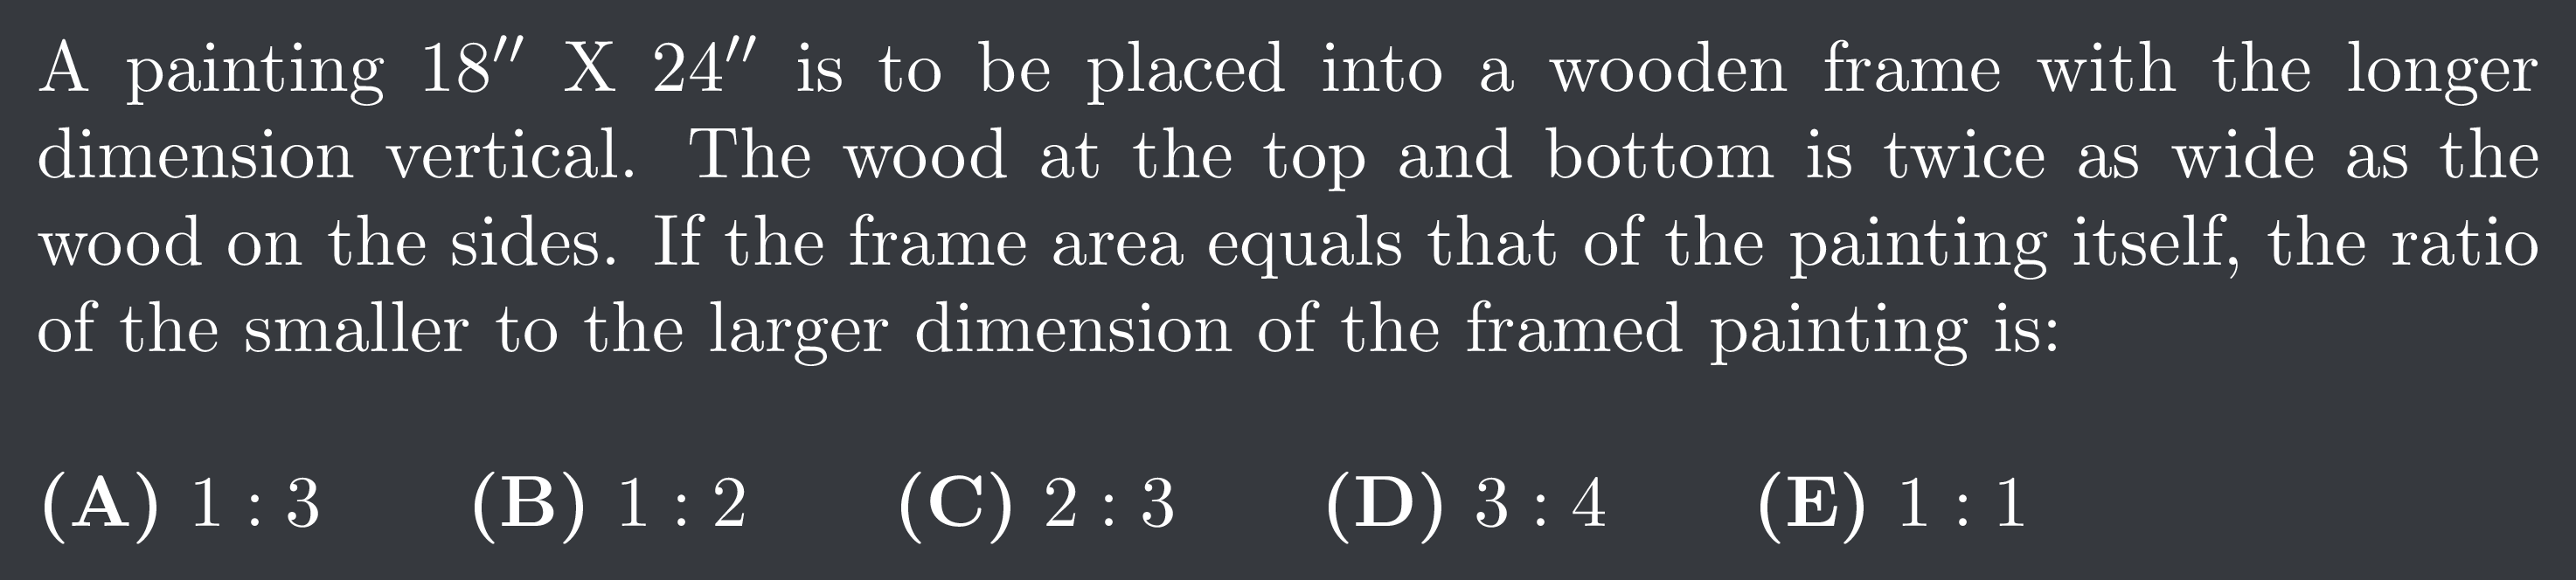 A painting 18″ X 24″ is to be placed into a wooden frame with the longer
dimension vertical. The wood at the top and bottom is twice as wide as the
wood on the sides. If the frame area equals that of the painting itself, the ratio
of the smaller to the larger dimension of the framed painting is:
(A) 1 : 3 (B) 1 : 2 (C) 2 : 3 (D) 3 : 4 (E) 1 : 1